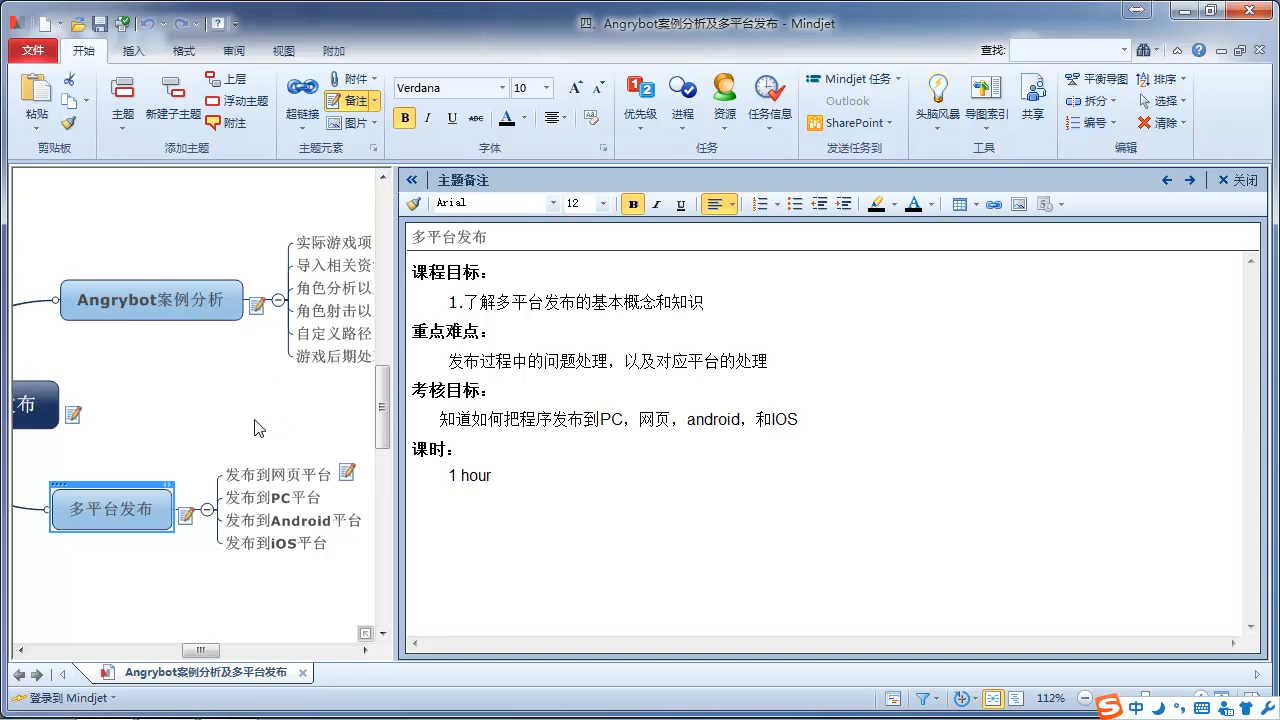 四、Angrybot案例分析及多平台发布 - Mindjet
文件 开始 插入 格式 审阅 视图 附加 查找:
粘贴 剪贴板
主题 新建子主题 上层 浮动主题 附注 添加主题
超链接 附件 备注 图片 主题元素
Verdana 10 B I U ABC A 字体
优先级 进程 资源 任务信息 任务
Mindjet 任务 Outlook SharePoint 发送任务到
头脑风暴 导图索引 共享 工具
平衡导图 排序 拆分 选择 编号 清除 编辑
Angrybot案例分析
实际游戏项
导入相关资
角色分析以
角色射击以
自定义路径
游戏后期处
布
多平台发布
发布到网页平台
发布到PC平台
发布到Android平台
发布到iOS平台
主题备注 关闭
Arial 12 B I U A
多平台发布
课程目标：
1.了解多平台发布的基本概念和知识
重点难点：
发布过程中的问题处理，以及对应平台的处理
考核目标：
知道如何把程序发布到PC，网页，android，和IOS
课时：
1 hour
Angrybot案例分析及多平台发布
登录到 Mindjet 112% 中